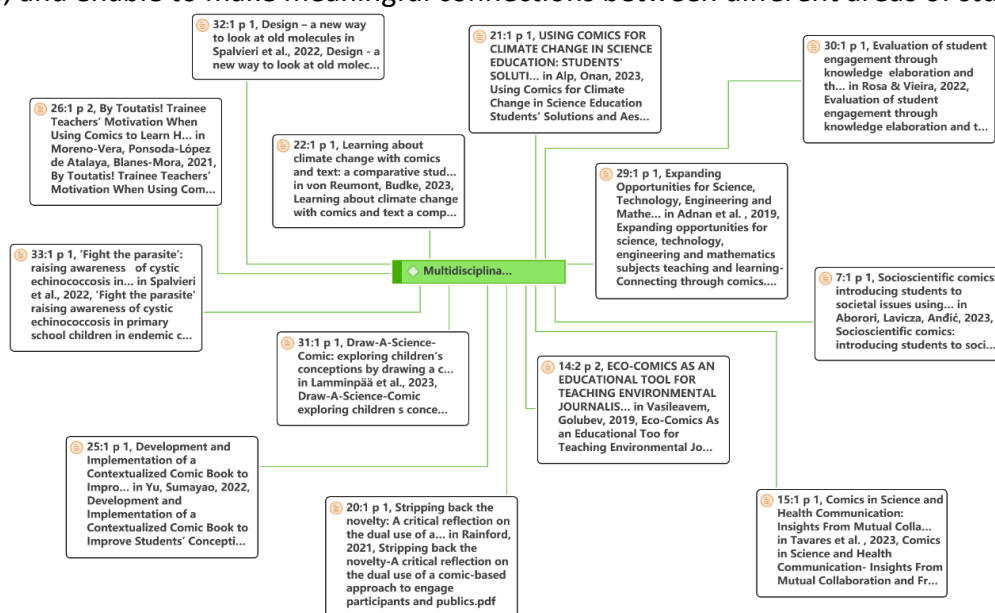 and enable to make meaningful connections between different areas of
32:1 p 1, Design – a new way
to look at old molecules in
Spalvieri et al., 2022, Design - a
new way to look at old molec...
21:1 p 1, USING COMICS FOR
CLIMATE CHANGE IN SCIENCE
EDUCATION: STUDENTS'
SOLUTI... in Alp, Onan, 2023,
Using Comics for Climate
Change in Science Education
Students' Solutions and Aes...
30:1 p 1, Evaluation of student
engagement through
knowledge elaboration and
th... in Rosa & Vieira, 2022,
Evaluation of student
engagement through
knowledge elaboration and t...
26:1 p 2, By Toutatis! Trainee
Teachers' Motivation When
Using Comics to Learn H... in
Moreno-Vera, Ponsoda-López
de Atalaya, Blanes-Mora, 2021,
By Toutatis! Trainee Teachers'
Motivation When Using Com...
22:1 p 1, Learning about
climate change with comics
and text: a comparative stud...
in von Reumont, Budke, 2023,
Learning about climate change
with comics and text a comp...
29:1 p 1, Expanding
Opportunities for Science,
Technology, Engineering and
Mathe... in Adnan et al. , 2019,
Expanding opportunities for
science, technology,
engineering and mathematics
subjects teaching and learning-
Connecting through comics....
33:1 p 1, 'Fight the parasite':
raising awareness of cystic
echinococcosis in... in Spalvieri
et al., 2022, 'Fight the parasite'
raising awareness of cystic
echinococcosis in primary
school children in endemic c...
Multidisciplina...
7:1 p 1, Socioscientific comics:
introducing students to
societal issues using... in
Aborori, Lavicza, Anđić, 2023,
Socioscientific comics:
introducing students to soci...
31:1 p 1, Draw-A-Science-
Comic: exploring children's
conceptions by drawing a c...
in Lamminpää et al., 2023,
Draw-A-Science-Comic
exploring children s conce...
14:2 p 2, ECO-COMICS AS AN
EDUCATIONAL TOOL FOR
TEACHING ENVIRONMENTAL
JOURNALIS... in Vasileavem,
Golubev, 2019, Eco-Comics As
an Educational Too for
Teaching Environmental Jo...
25:1 p 1, Development and
Implementation of a
Contextualized Comic Book to
Impro... in Yu, Sumayao, 2022,
Development and
Implementation of a
Contextualized Comic Book to
Improve Students' Concepti...
20:1 p 1, Stripping back the
novelty: A critical reflection on
the dual use of a... in Rainford,
2021, Stripping back the
novelty-A critical reflection on
the dual use of a comic-based
approach to engage
participants and publics.pdf
15:1 p 1, Comics in Science and
Health Communication:
Insights From Mutual Colla...
in Tavares et al. , 2023, Comics
in Science and Health
Communication- Insights From
Mutual Collaboration and Fr...